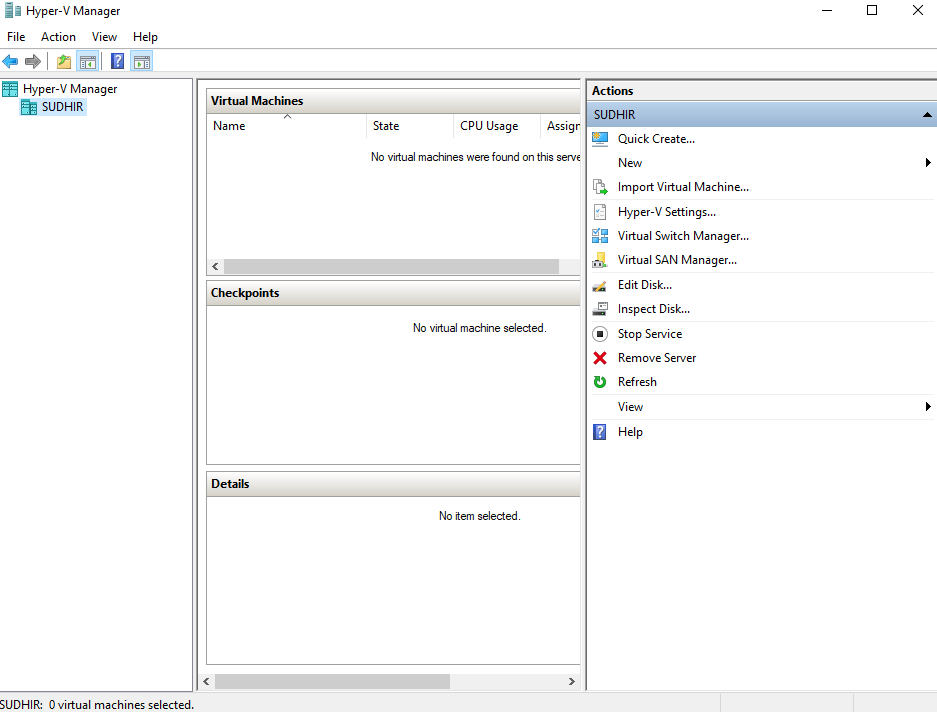 Hyper-V Manager
File Action View Help
Hyper-V Manager
SUDHIR
Virtual Machines
Name State CPU Usage Assign
No virtual machines were found on this serve
Checkpoints
No virtual machine selected.
Details
No item selected.
Actions
SUDHIR
Quick Create...
New
Import Virtual Machine...
Hyper-V Settings...
Virtual Switch Manager...
Virtual SAN Manager...
Edit Disk...
Inspect Disk...
Stop Service
Remove Server
Refresh
View
Help
SUDHIR: 0 virtual machines selected.